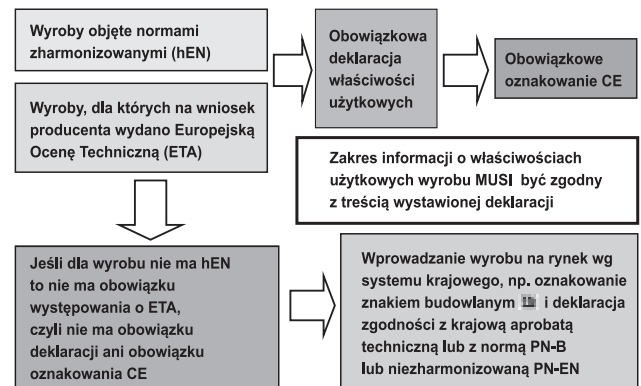 Wyroby objęte normami
zharmonizowanymi (hEN)
Obowiązkowa
deklaracja
właściwości
użytkowych
Obowiązkowe
oznakowanie CE
Wyroby, dla których na wniosek
producenta wydano Europejską
Ocenę Techniczną (ETA)
Zakres informacji o właściwościach
użytkowych wyrobu MUSI być zgodny
z treścią wystawionej deklaracji
Jeśli dla wyrobu nie ma hEN
to nie ma obowiązku
występowania o ETA,
czyli nie ma obowiązku
deklaracji ani obowiązku
oznakowania CE
Wprowadzanie wyrobu na rynek wg
systemu krajowego, np. oznakowanie
znakiem budowlanym i deklaracja
zgodności z krajową aprobatą
techniczną lub z normą PN-B
lub niezharmonizowaną PN-EN